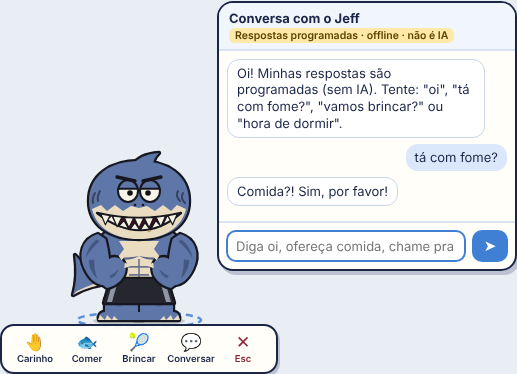 Conversa com o Jeff
Respostas programadas · offline · não é IA
Oi! Minhas respostas são
programadas (sem IA). Tente: "oi", "tá
com fome?", "vamos brincar?" ou
"hora de dormir".
tá com fome?
Comida?! Sim, por favor!
Diga oi, ofereça comida, chame pra
Carinho
Comer
Brincar
Conversar
Esc